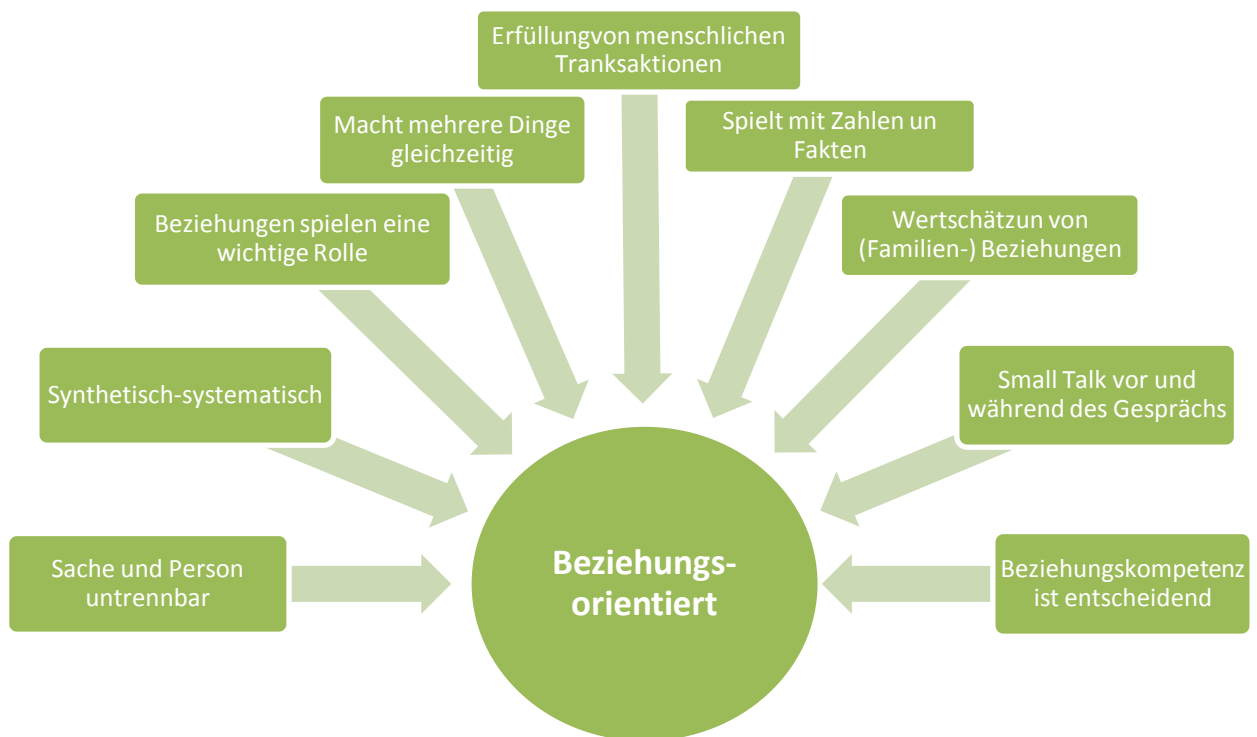 Erfüllungvon menschlichen
Tranksaktionen
Macht mehrere Dinge
gleichzeitig
Spielt mit Zahlen un
Fakten
Beziehungen spielen eine
wichtige Rolle
Wertschätzun von
(Familien-) Beziehungen
Synthetisch-systematisch
Small Talk vor und
während des Gesprächs
Sache und Person
untrennbar
Beziehungs-
orientiert
Beziehungskompetenz
ist entscheidend